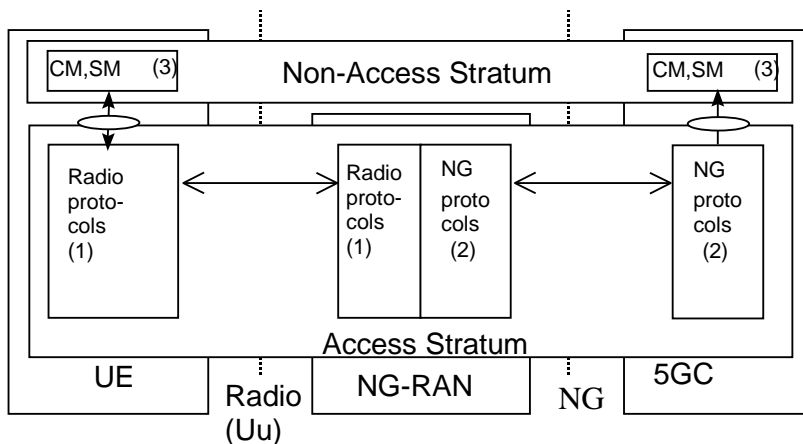 CM,SM (3)
Non-Access Stratum
CM,SM (3)
Radio
proto-
cols
(1)
Radio
proto-
cols
(1)
NG
proto
cols
(2)
NG
proto
cols
(2)
Access Stratum
UE
Radio
(Uu)
NG-RAN
NG
5GC